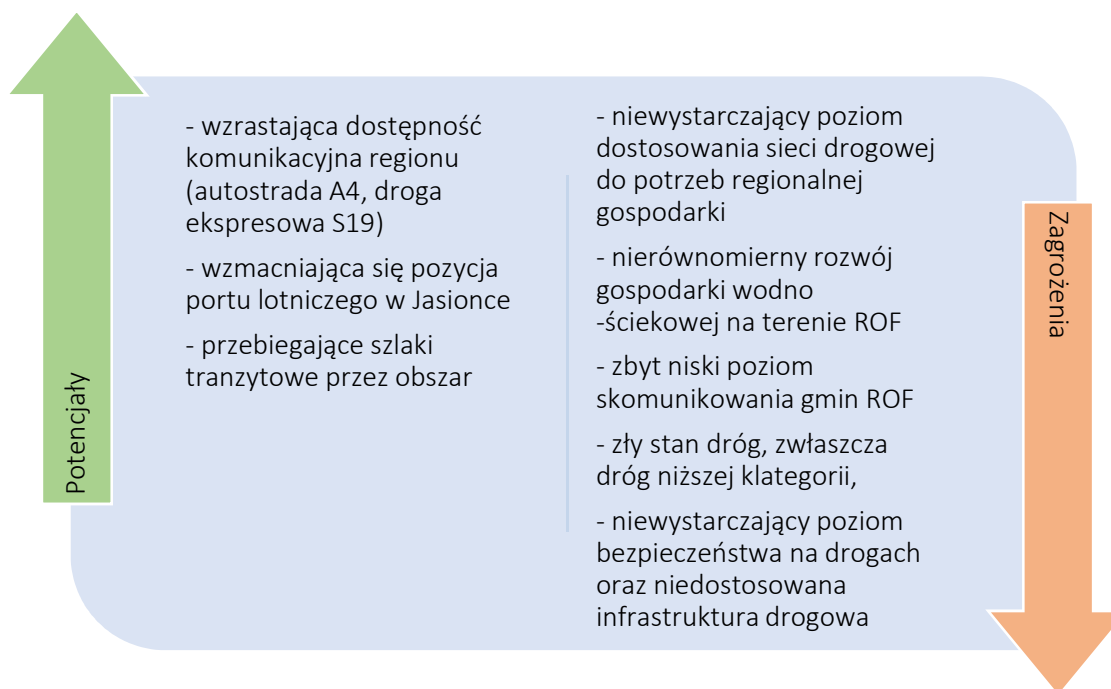 Potencjały
- wzrastająca dostępność
komunikacyjna regionu
(autostrada A4, droga
ekspresowa S19)
- wzmacniająca się pozycja
portu lotniczego w Jasionce
- przebiegające szlaki
tranzytowe przez obszar
- niewystarczający poziom
dostosowania sieci drogowej
do potrzeb regionalnej
gospodarki
- nierównomierny rozwój
gospodarki wodno
-ściekowej na terenie ROF
- zbyt niski poziom
skomunikowania gmin ROF
- zły stan dróg, zwłaszcza
dróg niższej klategorii,
- niewystarczający poziom
bezpieczeństwa na drogach
oraz niedostosowana
infrastruktura drogowa
Zagrożenia